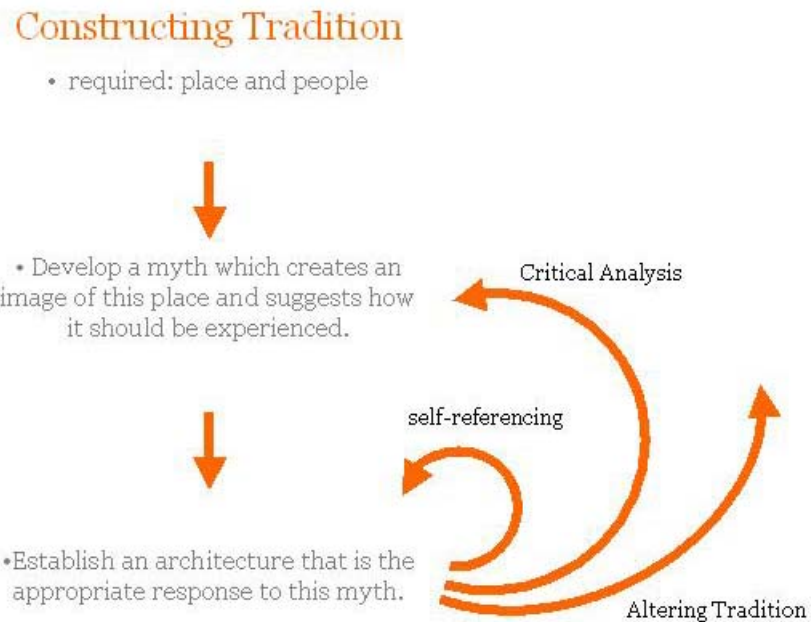 Constructing Tradition
• required: place and people
• Develop a myth which creates an
image of this place and suggests how
it should be experienced.
Critical Analysis
self-referencing
•Establish an architecture that is the
appropriate response to this myth.
Altering Tradition